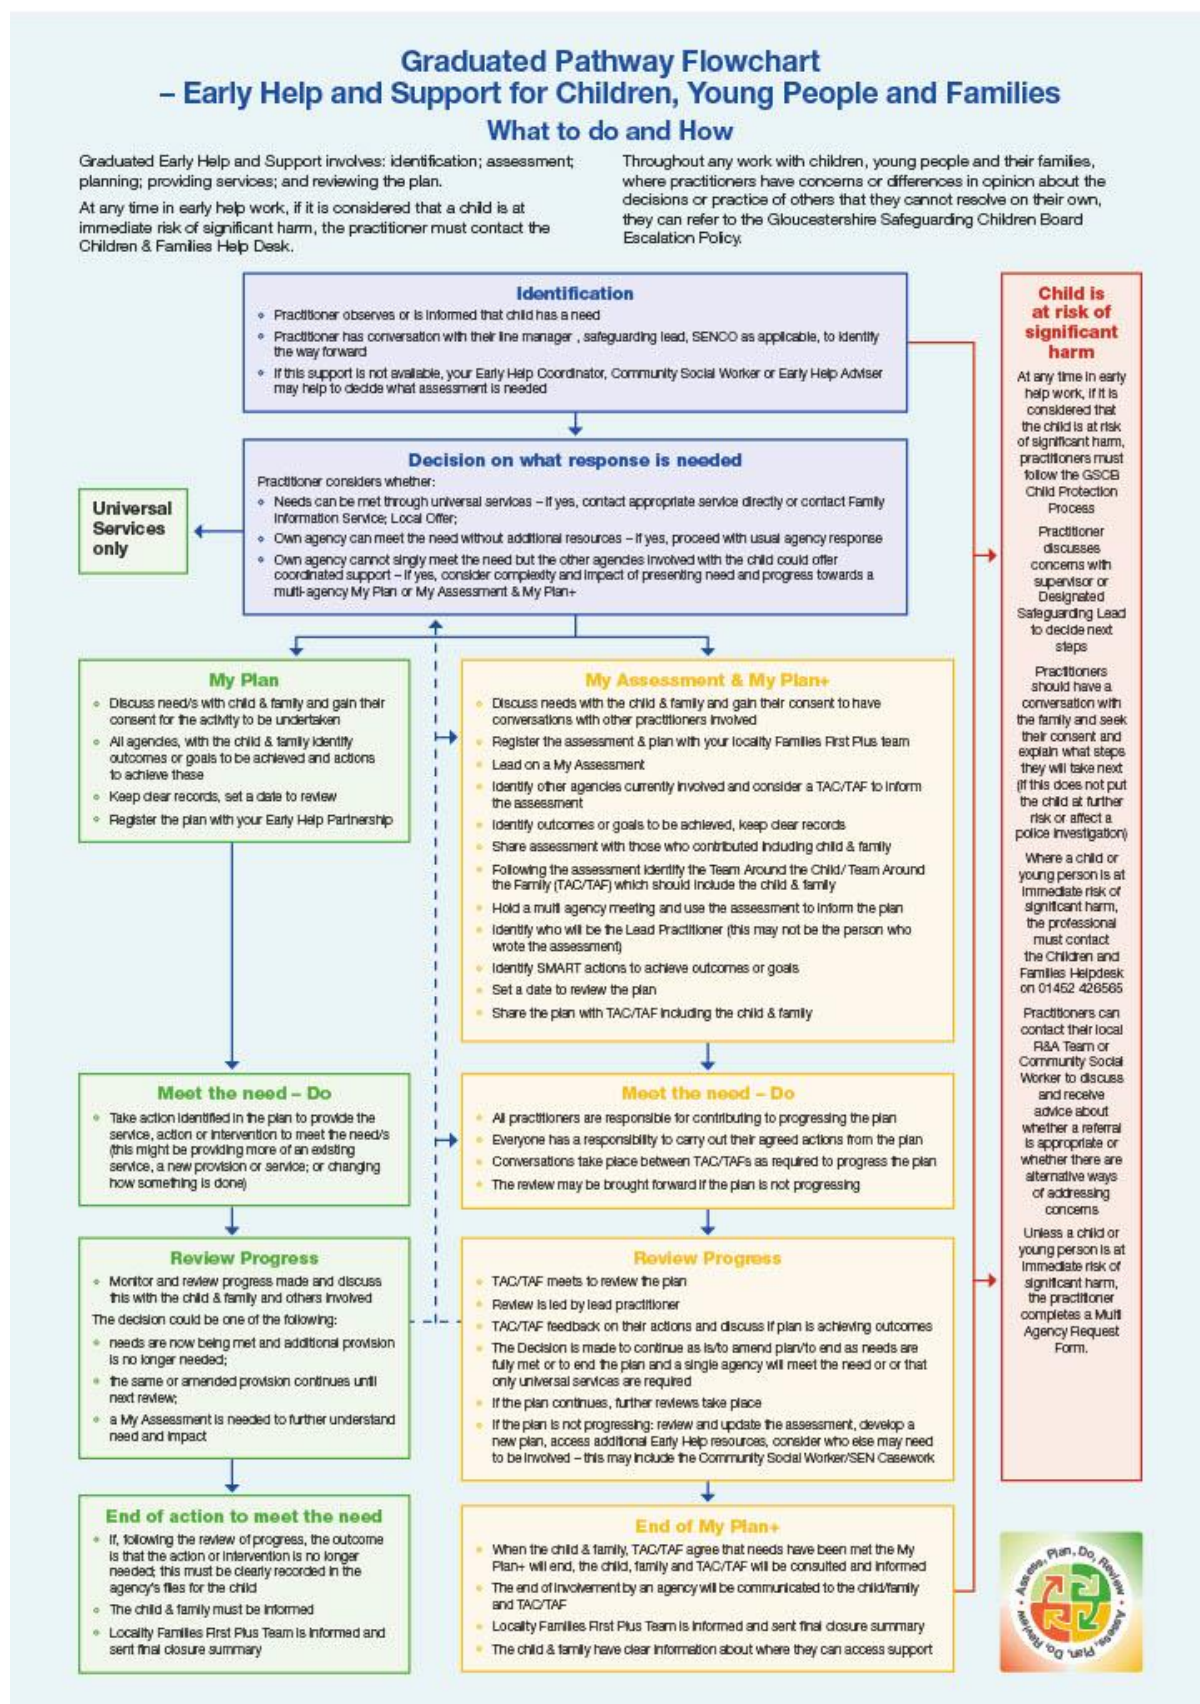 Graduated Pathway Flowchart
– Early Help and Support for Children, Young People and Families
What to do and How
Graduated Early Help and Support involves: identification; assessment;
planning; providing services; and reviewing the plan.
At any time in early help work, if it is considered that a child is at
immediate risk of significant harm, the practitioner must contact the
Children & Families Help Desk.
Throughout any work with children, young people and their families,
where practitioners have concerns or differences in opinion about the
decisions or practice of others that they cannot resolve on their own,
they can refer to the Gloucestershire Safeguarding Children Board
Escalation Policy.
Identification
Practitioner observes or is informed that child has a need
Practitioner has conversation with their line manager , safeguarding lead, SENCO as applicable, to identify
the way forward
If this support is not available, your Early Help Coordinator, Community Social Worker or Early Help Adviser
may help to decide what assessment is needed
Decision on what response is needed
Practitioner considers whether:
Needs can be met through universal services – if yes, contact appropriate service directly or contact Family
Information Service; Local Offer;
Own agency can meet the need without additional resources – if yes, proceed with usual agency response
Own agency cannot singly meet the need but the other agencies involved with the child could offer
coordinated support – if yes, consider complexity and impact of presenting need and progress towards a
multi-agency My Plan or My Assessment & My Plan+
Universal
Services
only
My Plan
Discuss need/s with child & family and gain their
consent for the activity to be undertaken
All agencies, with the child & family identify
outcomes or goals to be achieved and actions
to achieve these
Keep clear records, set a date to review
Register the plan with your Early Help Partnership
Meet the need – Do
Take action identified in the plan to provide the
service, action or intervention to meet the need/s
(this might be providing more of an existing
service, a new provision or service; or changing
how something is done)
Review Progress
Monitor and review progress made and discuss
this with the child & family and others involved
The decision could be one of the following:
needs are now being met and additional provision
is no longer needed;
the same or amended provision continues until
next review;
a My Assessment is needed to further understand
need and impact
End of action to meet the need
If, following the review of progress, the outcome
is that the action or intervention is no longer
needed; this must be clearly recorded in the
agency's files for the child
The child & family must be informed
Locality Families First Plus Team is informed and
sent final closure summary
My Assessment & My Plan+
Discuss needs with the child & family and gain their consent to have
conversations with other practitioners involved
Register the assessment & plan with your locality Families First Plus team
Lead on a My Assessment
Identify other agencies currently involved and consider a TAC/TAF to inform
the assessment
Identify outcomes or goals to be achieved, keep clear records
Share assessment with those who contributed including child & family
Following the assessment identify the Team Around the Child/ Team Around
the Family (TAC/TAF) which should include the child & family
Hold a multi agency meeting and use the assessment to inform the plan
Identify who will be the Lead Practitioner (this may not be the person who
wrote the assessment)
Identify SMART actions to achieve outcomes or goals
Set a date to review the plan
Share the plan with TAC/TAF including the child & family
Meet the need – Do
All practitioners are responsible for contributing to progressing the plan
Everyone has a responsibility to carry out their agreed actions from the plan
Conversations take place between TAC/TAFs as required to progress the plan
The review may be brought forward if the plan is not progressing
Review Progress
TAC/TAF meets to review the plan
Review is led by lead practitioner
TAC/TAF feedback on their actions and discuss if plan is achieving outcomes
The Decision is made to continue as is/to amend plan/to end as needs are
fully met or to end the plan and a single agency will meet the need or or that
only universal services are required
If the plan continues, further reviews take place
If the plan is not progressing: review and update the assessment, develop a
new plan, access additional Early Help resources, consider who else may need
to be involved – this may include the Community Social Worker/SEN Casework
End of My Plan+
When the child & family, TAC/TAF agree that needs have been met the My
Plan+ will end, the child, family and TAC/TAF will be consulted and informed
The end of involvement by an agency will be communicated to the child/family
and TAC/TAF
Locality Families First Plus Team is informed and sent final closure summary
The child & family have clear information about where they can access support
Child is
at risk of
significant
harm
At any time in early
help work, if it is
considered that
the child is at risk
of significant harm,
practitioners must
follow the GSCB
Child Protection
Process
Practitioner
discusses
concerns with
supervisor or
Designated
Safeguarding Lead
to decide next
steps
Practitioners
should have a
conversation with
the family and seek
their consent and
explain what steps
they will take next
(if this does not put
the child at further
risk or affect a
police investigation)
Where a child or
young person is at
immediate risk of
significant harm,
the professional
must contact
the Children and
Families Helpdesk
on 01452 426565
Practitioners can
contact their local
R&A Team or
Community Social
Worker to discuss
and receive
advice about
whether a referral
is appropriate or
whether there are
alternative ways
of addressing
concerns
Unless a child or
young person is at
immediate risk of
significant harm,
the practitioner
completes a Multi
Agency Request
Form.
Assess, Plan, Do, Review • Assess, Plan, Do, Review •